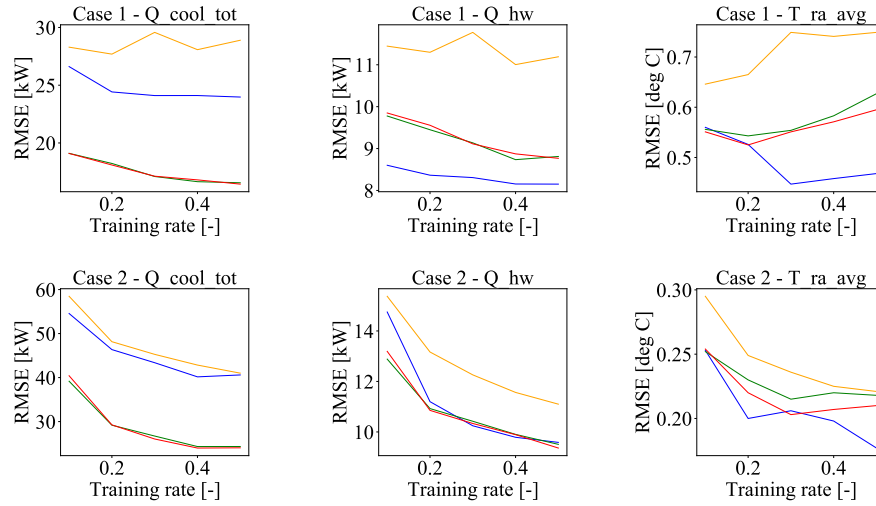 Case 1 - Q_cool_tot
RMSE [kW]
30
25
20
0.2
0.4
Training rate [-]
Case 1 - Q_hw
RMSE [kW]
11
10
9
8
0.2
0.4
Training rate [-]
Case 1 - T_ra_avg
RMSE [deg C]
0.7
0.6
0.5
0.2
0.4
Training rate [-]
Case 2 - Q_cool_tot
RMSE [kW]
60
50
40
30
0.2
0.4
Training rate [-]
Case 2 - Q_hw
RMSE [kW]
14
12
10
0.2
0.4
Training rate [-]
Case 2 - T_ra_avg
RMSE [deg C]
0.30
0.25
0.20
0.2
0.4
Training rate [-]